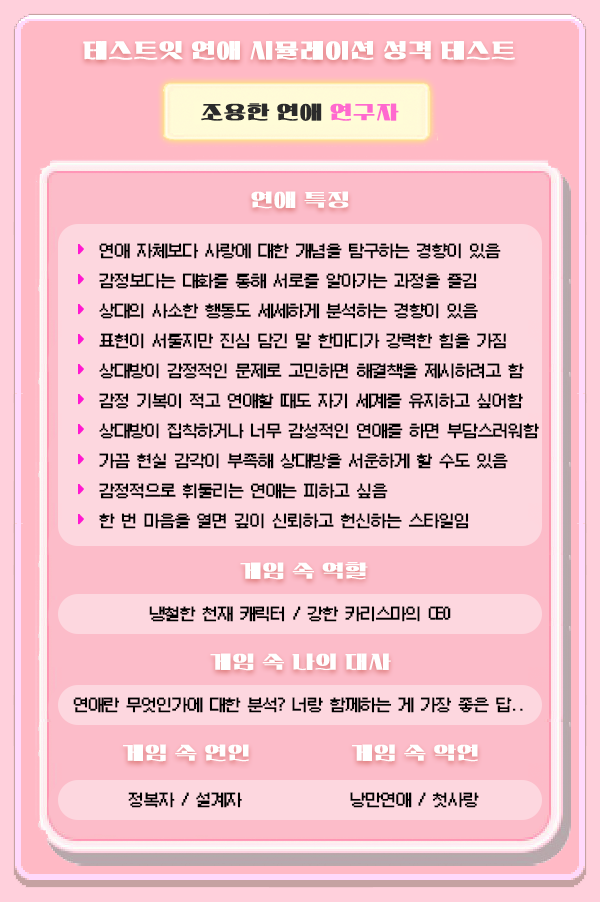 테스트잇 연애 시뮬레이션 성격 테스트
조용한 연애 연구자
연애 특징
연애 자체보다 사랑에 대한 개념을 탐구하는 경향이 있음
감정보다는 대화를 통해 서로를 알아가는 과정을 즐김
상대의 사소한 행동도 세세하게 분석하는 경향이 있음
표현이 서툴지만 진심 담긴 말 한마디가 강력한 힘을 가짐
상대방이 감정적인 문제로 고민하면 해결책을 제시하려고 함
감정 기복이 적고 연애할 때도 자기 세계를 유지하고 싶어함
상대방이 집착하거나 너무 감성적인 연애를 하면 부담스러워함
가끔 현실 감각이 부족해 상대방을 서운하게 할 수도 있음
감정적으로 휘둘리는 연애는 피하고 싶음
한 번 마음을 열면 깊이 신뢰하고 헌신하는 스타일임
게임 속 역할
냉철한 천재 캐릭터 / 강한 카리스마의 CEO
게임 속 나의 대사
연애란 무엇인가에 대한 분석? 너랑 함께하는 게 가장 좋은 답..
게임 속 연인 게임 속 악연
정복자 / 설계자 낭만연애 / 첫사랑